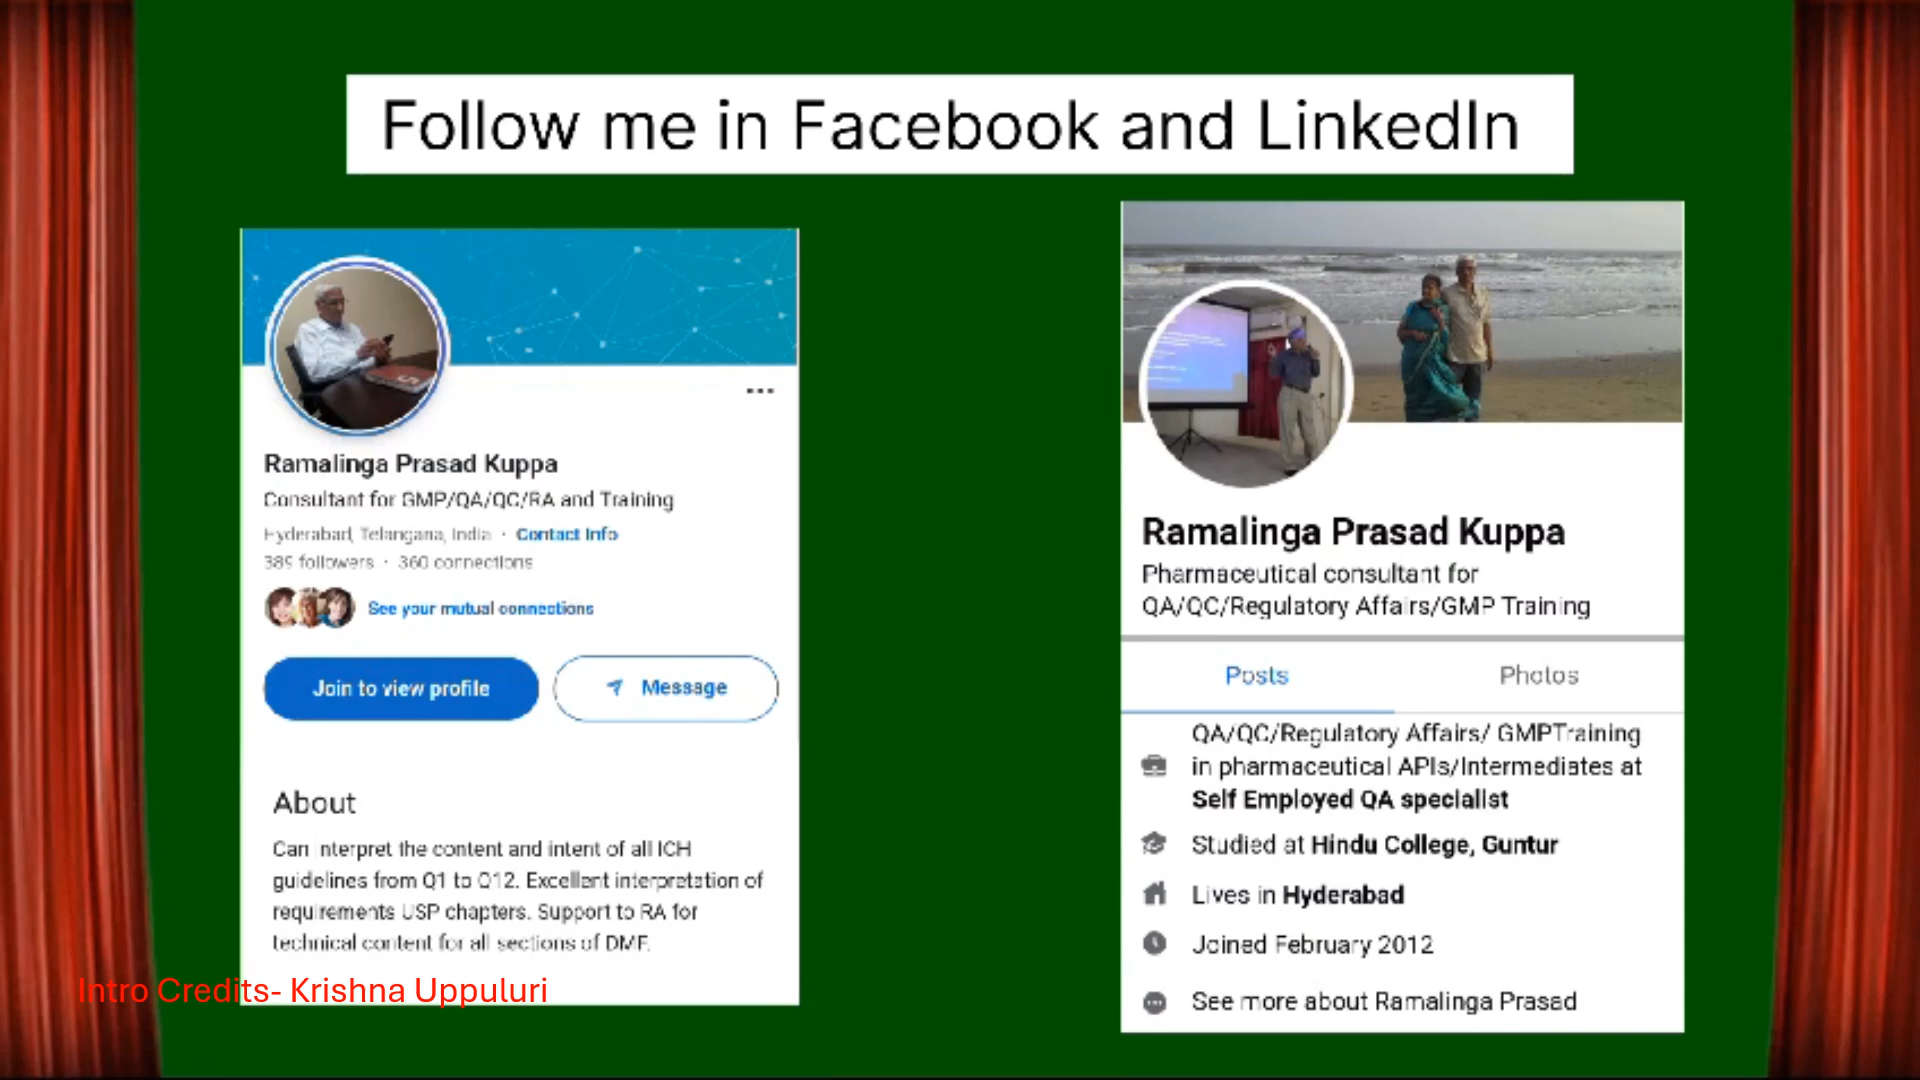 Follow me in Facebook and LinkedIn
Ramalinga Prasad Kuppa
Consultant for GMP/QA/QC/RA and Training
Hyderabad, Telangana, India · Contact Info
389 followers · 360 connections
See your mutual connections
Join to view profile
Message
About
Can interpret the content and intent of all ICH
guidelines from Q1 to Q12. Excellent interpretation of
requirements USP chapters. Support to RA for
technical content for all sections of DMF.
Intro Credits- Krishna Uppuluri
Ramalinga Prasad Kuppa
Pharmaceutical consultant for
QA/QC/Regulatory Affairs/GMP Training
Posts
Photos
QA/QC/Regulatory Affairs/ GMPTraining
in pharmaceutical APIs/Intermediates at
Self Employed QA specialist
Studied at Hindu College, Guntur
Lives in Hyderabad
Joined February 2012
See more about Ramalinga Prasad